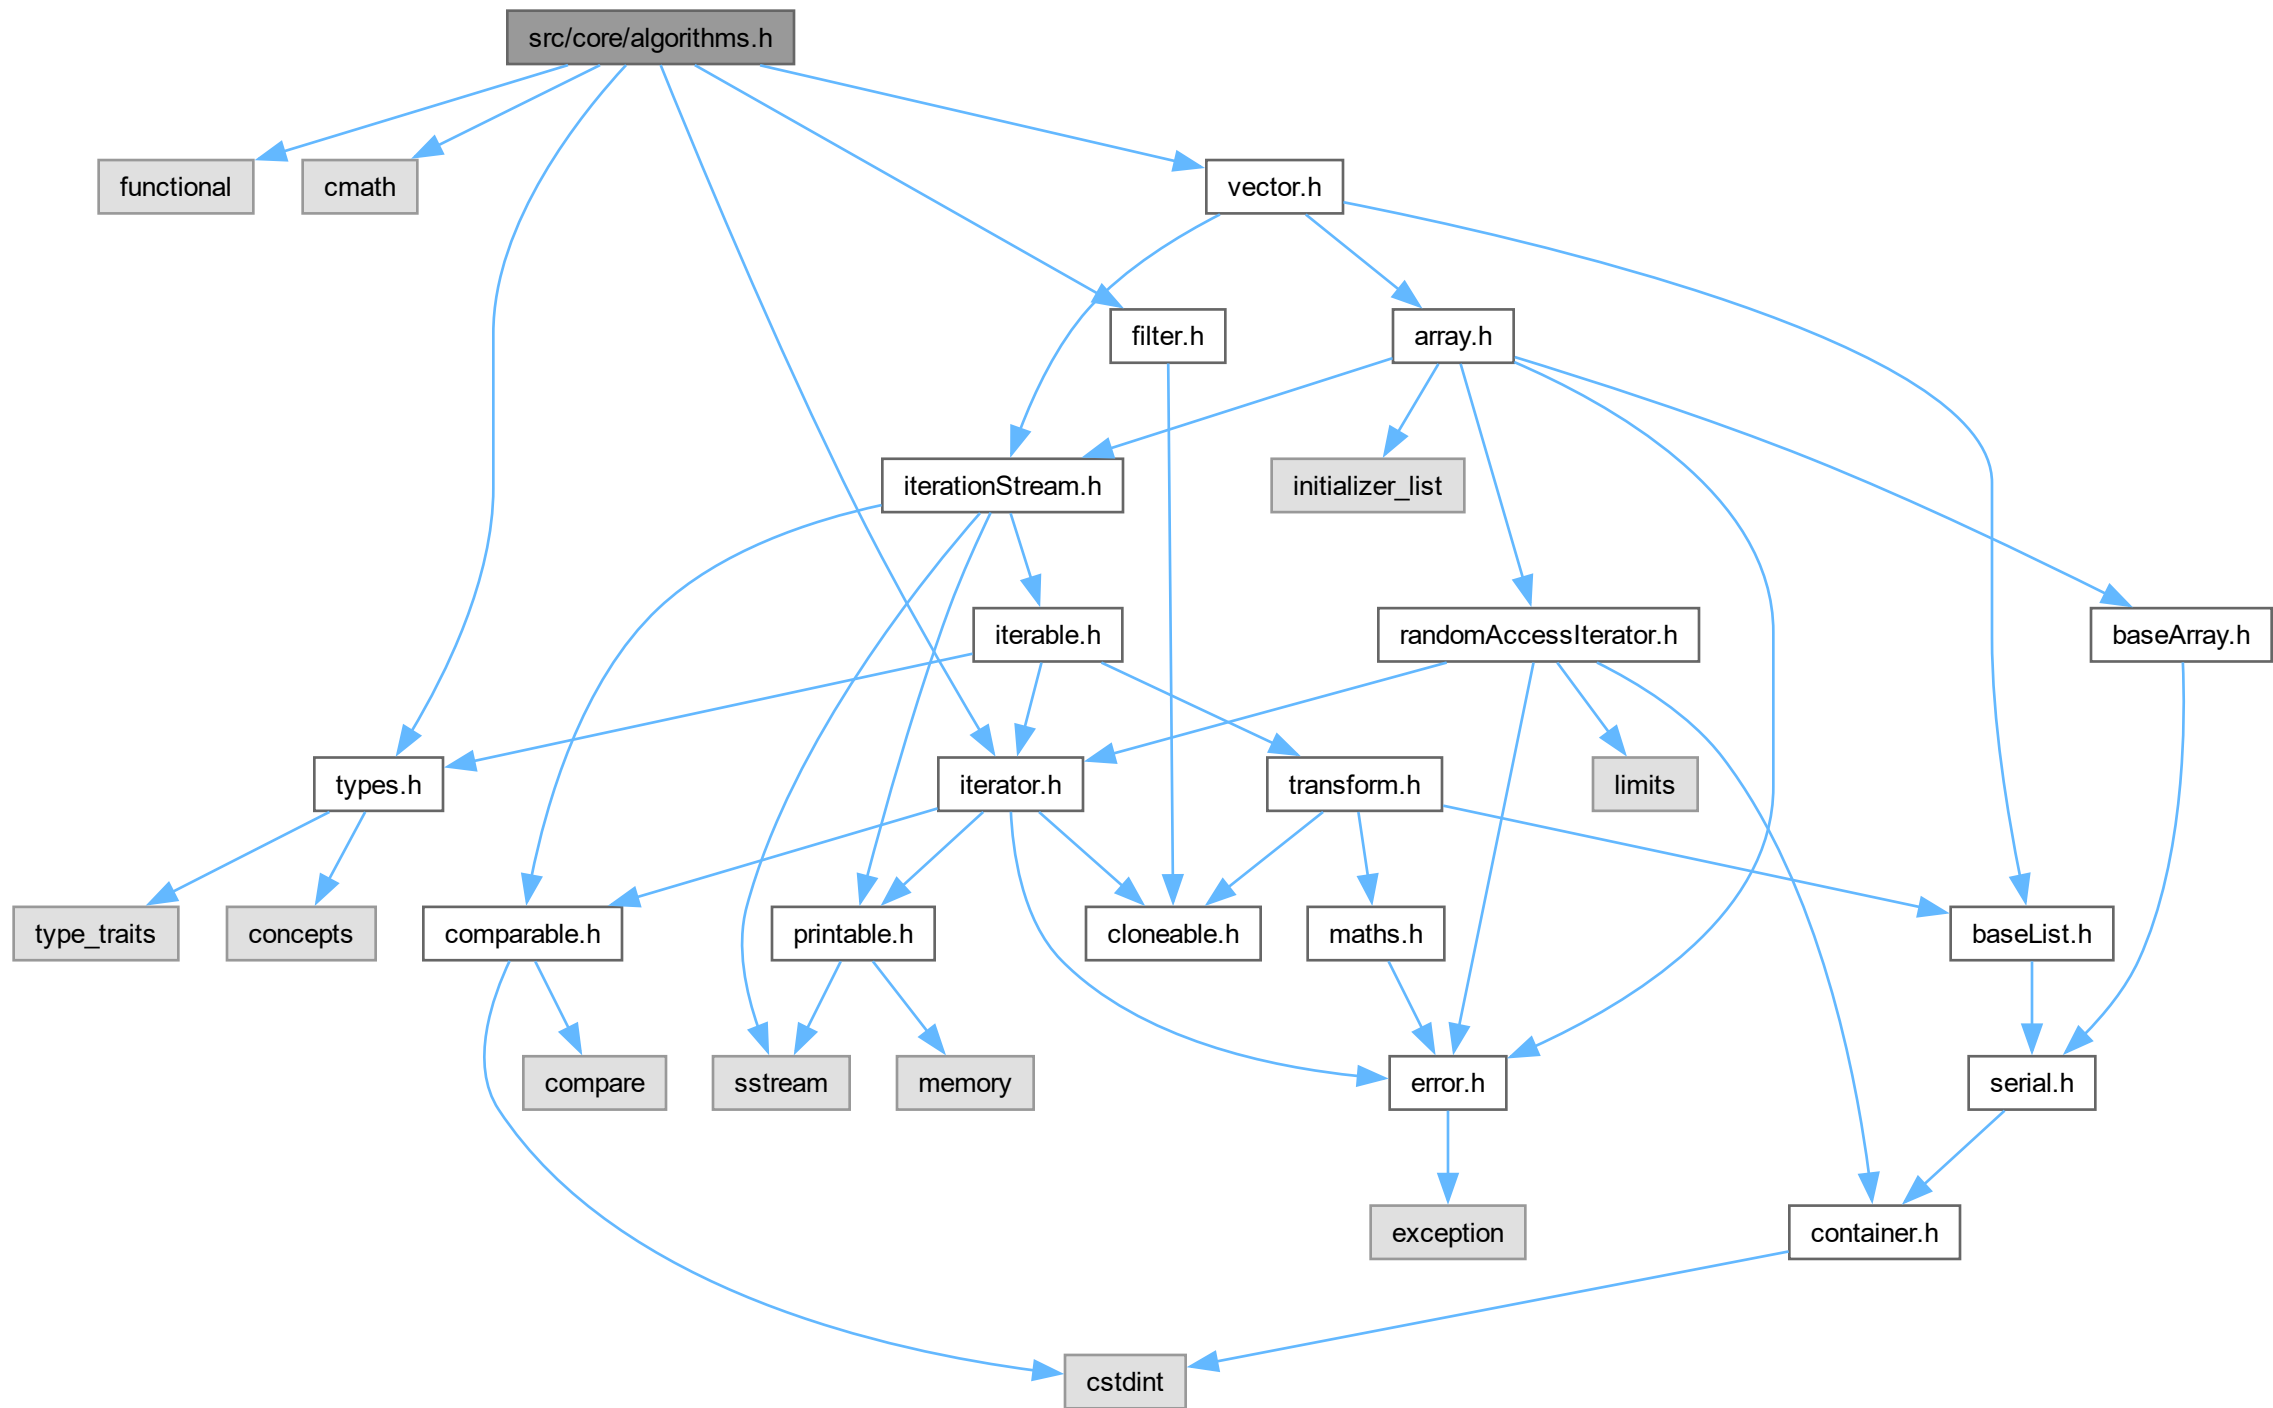 src/core/algorithms.h
functional
cmath
vector.h
filter.h
array.h
iterationStream.h
initializer_list
iterable.h
randomAccessIterator.h
baseArray.h
types.h
iterator.h
transform.h
limits
type_traits
concepts
comparable.h
printable.h
cloneable.h
maths.h
baseList.h
compare
sstream
memory
error.h
serial.h
exception
container.h
cstdint